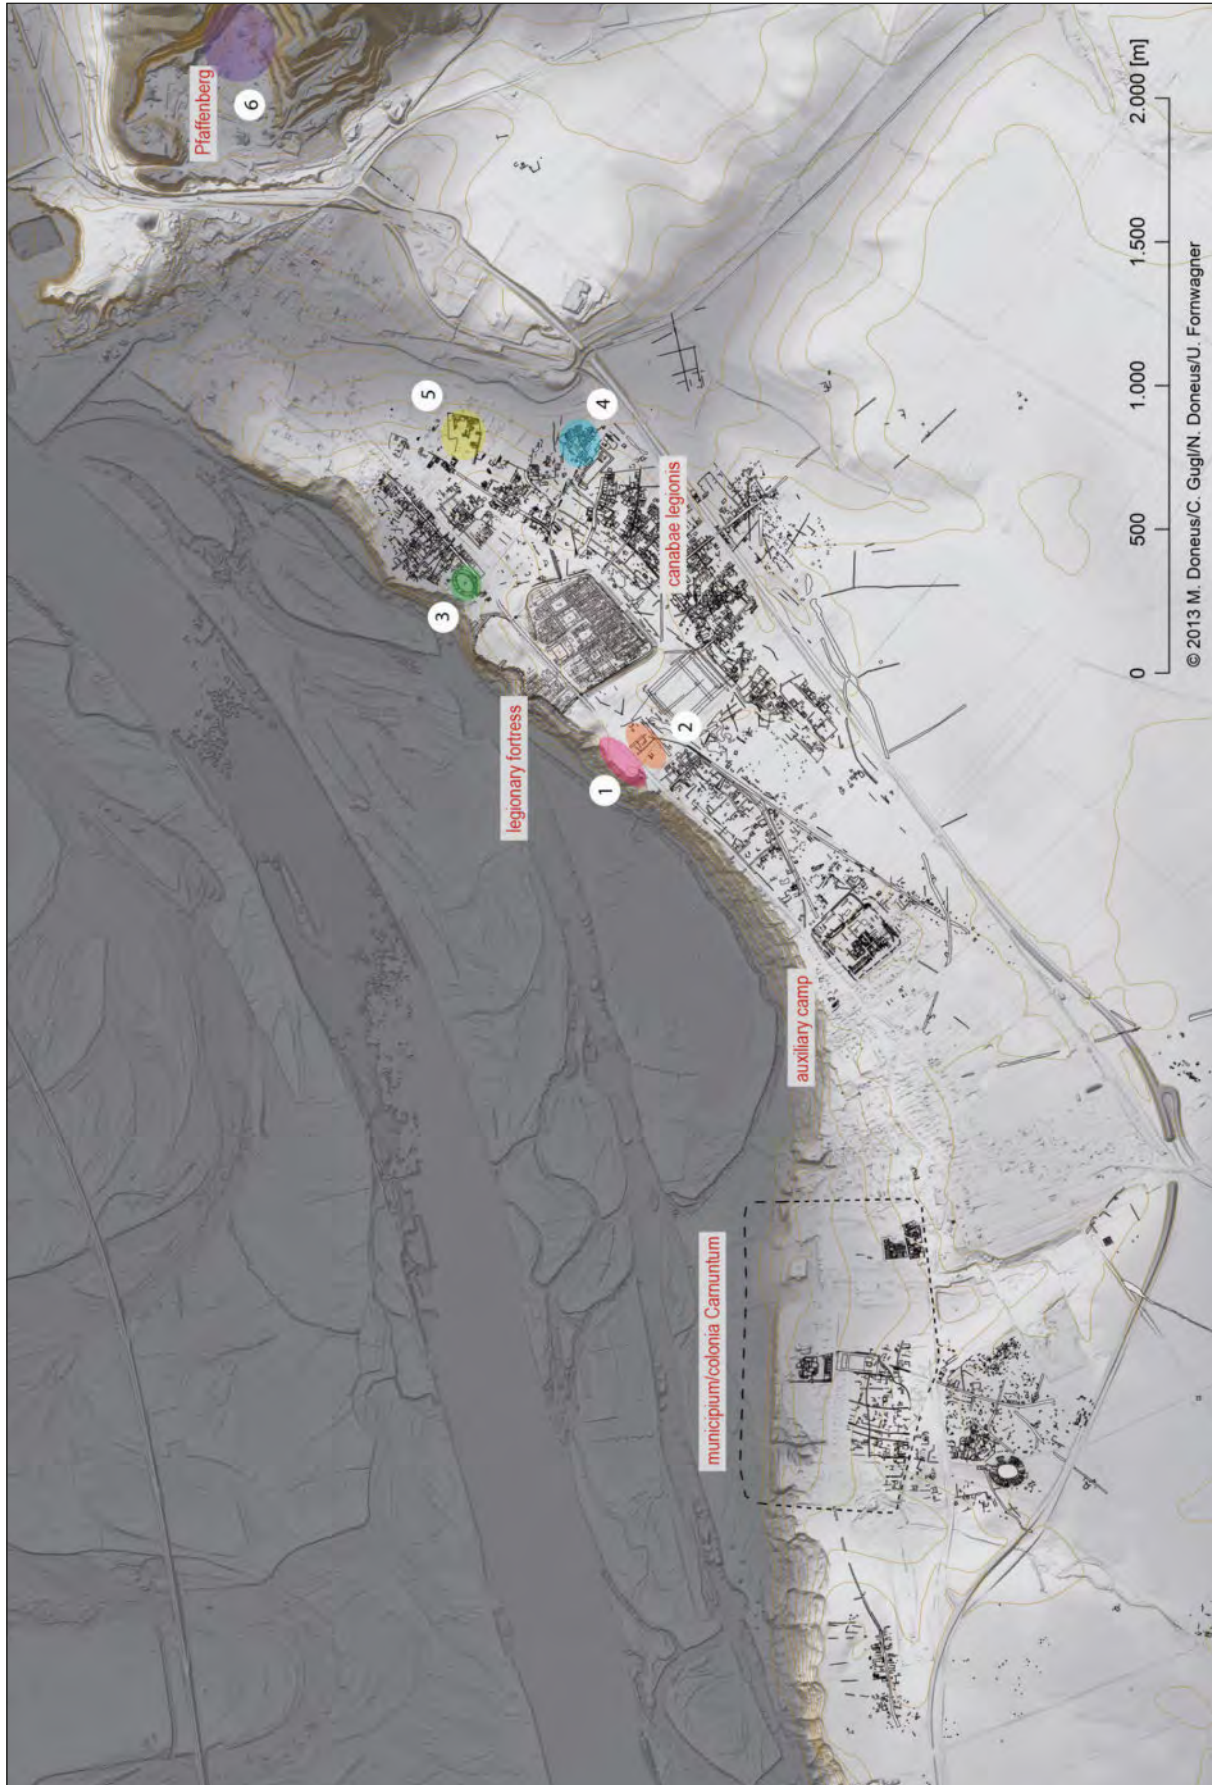 Pfaffenberg
6
5
4
3
legionary fortress
canabae legionis
1
2
auxiliary camp
municipium/colonia Carnuntum
0 500 1.000 1.500 2.000 [m]
© 2013 M. Doneus/C. Gugl/N. Doneus/U. Fornwagner